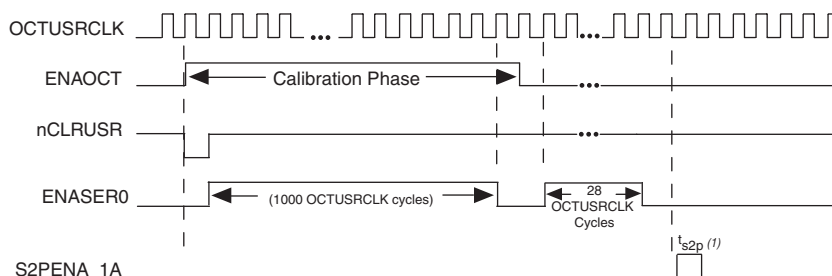 OCTUSRCLK
ENAOCT
Calibration Phase
nCLRUSR
ENASER0
(1000 OCTUSRCLK cycles)
28
OCTUSRCLK
Cycles
ts2p (1)
S2PENA_1A